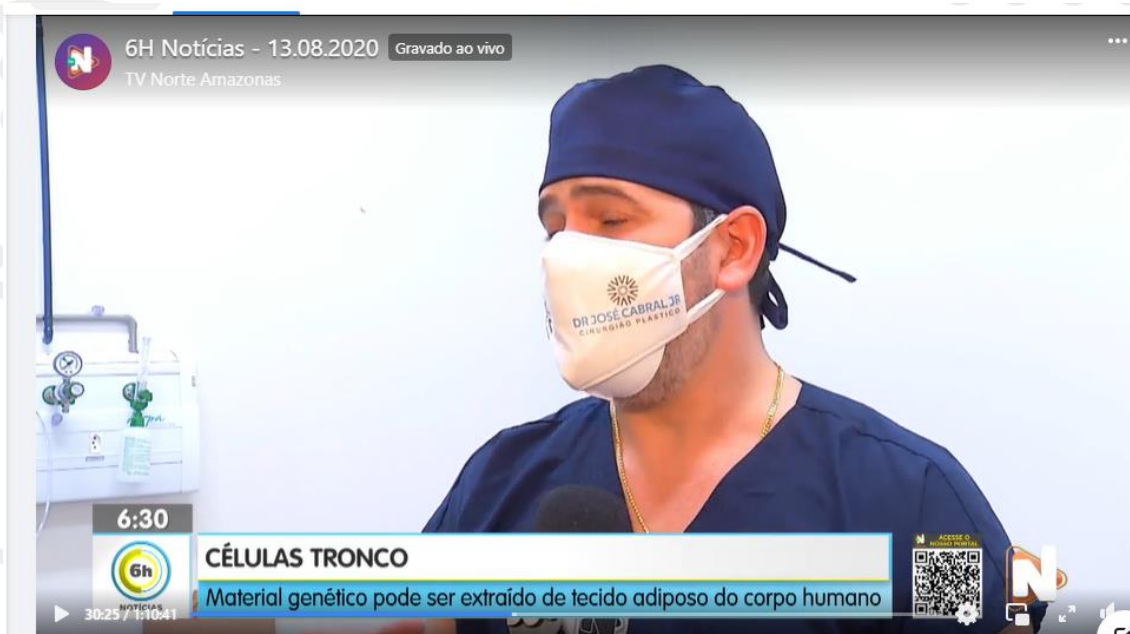 6H Notícias - 13.08.2020 Gravado ao vivo
TV Norte Amazonas
DR JOSÉ CABRAL JR
CIRURGIÃO PLÁSTICO
6:30
6h
NOTÍCIAS
ACESSE O
NOSSO PORTAL
CÉLULAS TRONCO
Material genético pode ser extraído de tecido adiposo do corpo humano
30:25 / 1:10:41
N